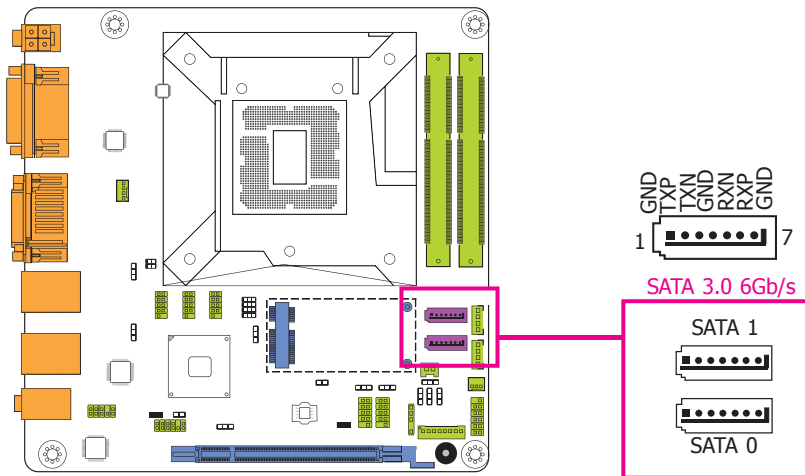 GND
TXP
TXN
GND
RXN
RXP
GND
1 7
SATA 3.0 6Gb/s
SATA 1
SATA 0